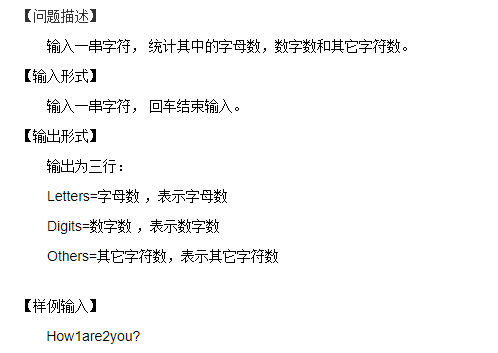 【问题描述】
输入一串字符， 统计其中的字母数，数字数和其它字符数。
【输入形式】
输入一串字符， 回车结束输入。
【输出形式】
输出为三行：
Letters=字母数 ，表示字母数
Digits=数字数 ，表示数字数
Others=其它字符数，表示其它字符数
【样例输入】
How1are2you?